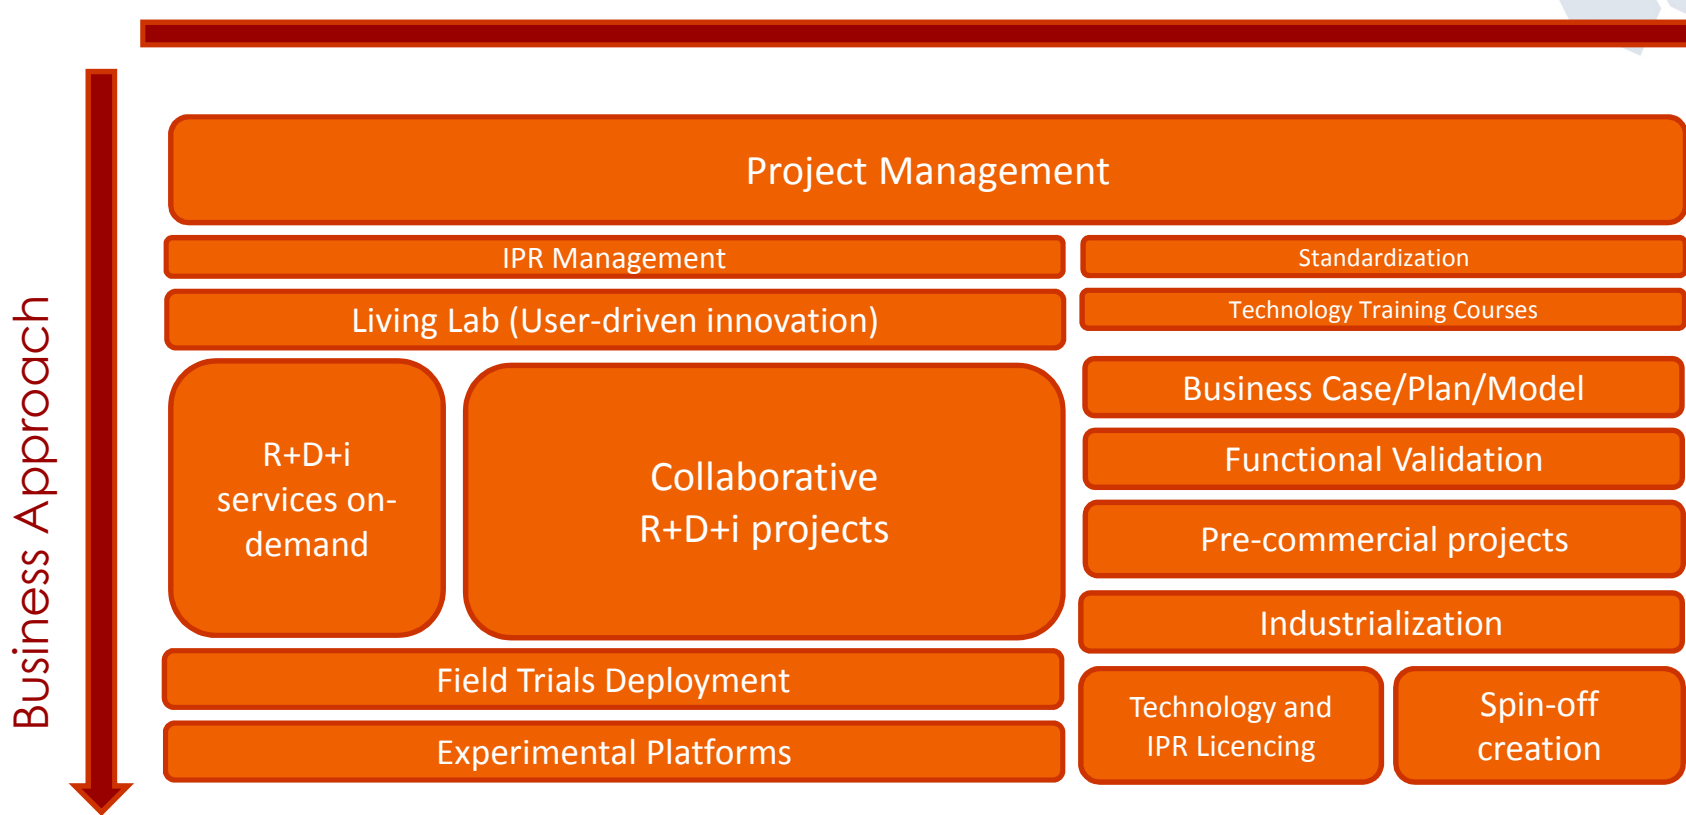 Business Approach
Project Management
IPR Management
Standardization
Living Lab (User-driven innovation)
Technology Training Courses
R+D+i
services on-
demand
Collaborative
R+D+i projects
Business Case/Plan/Model
Functional Validation
Pre-commercial projects
Industrialization
Field Trials Deployment
Experimental Platforms
Technology and
IPR Licencing
Spin-off
creation